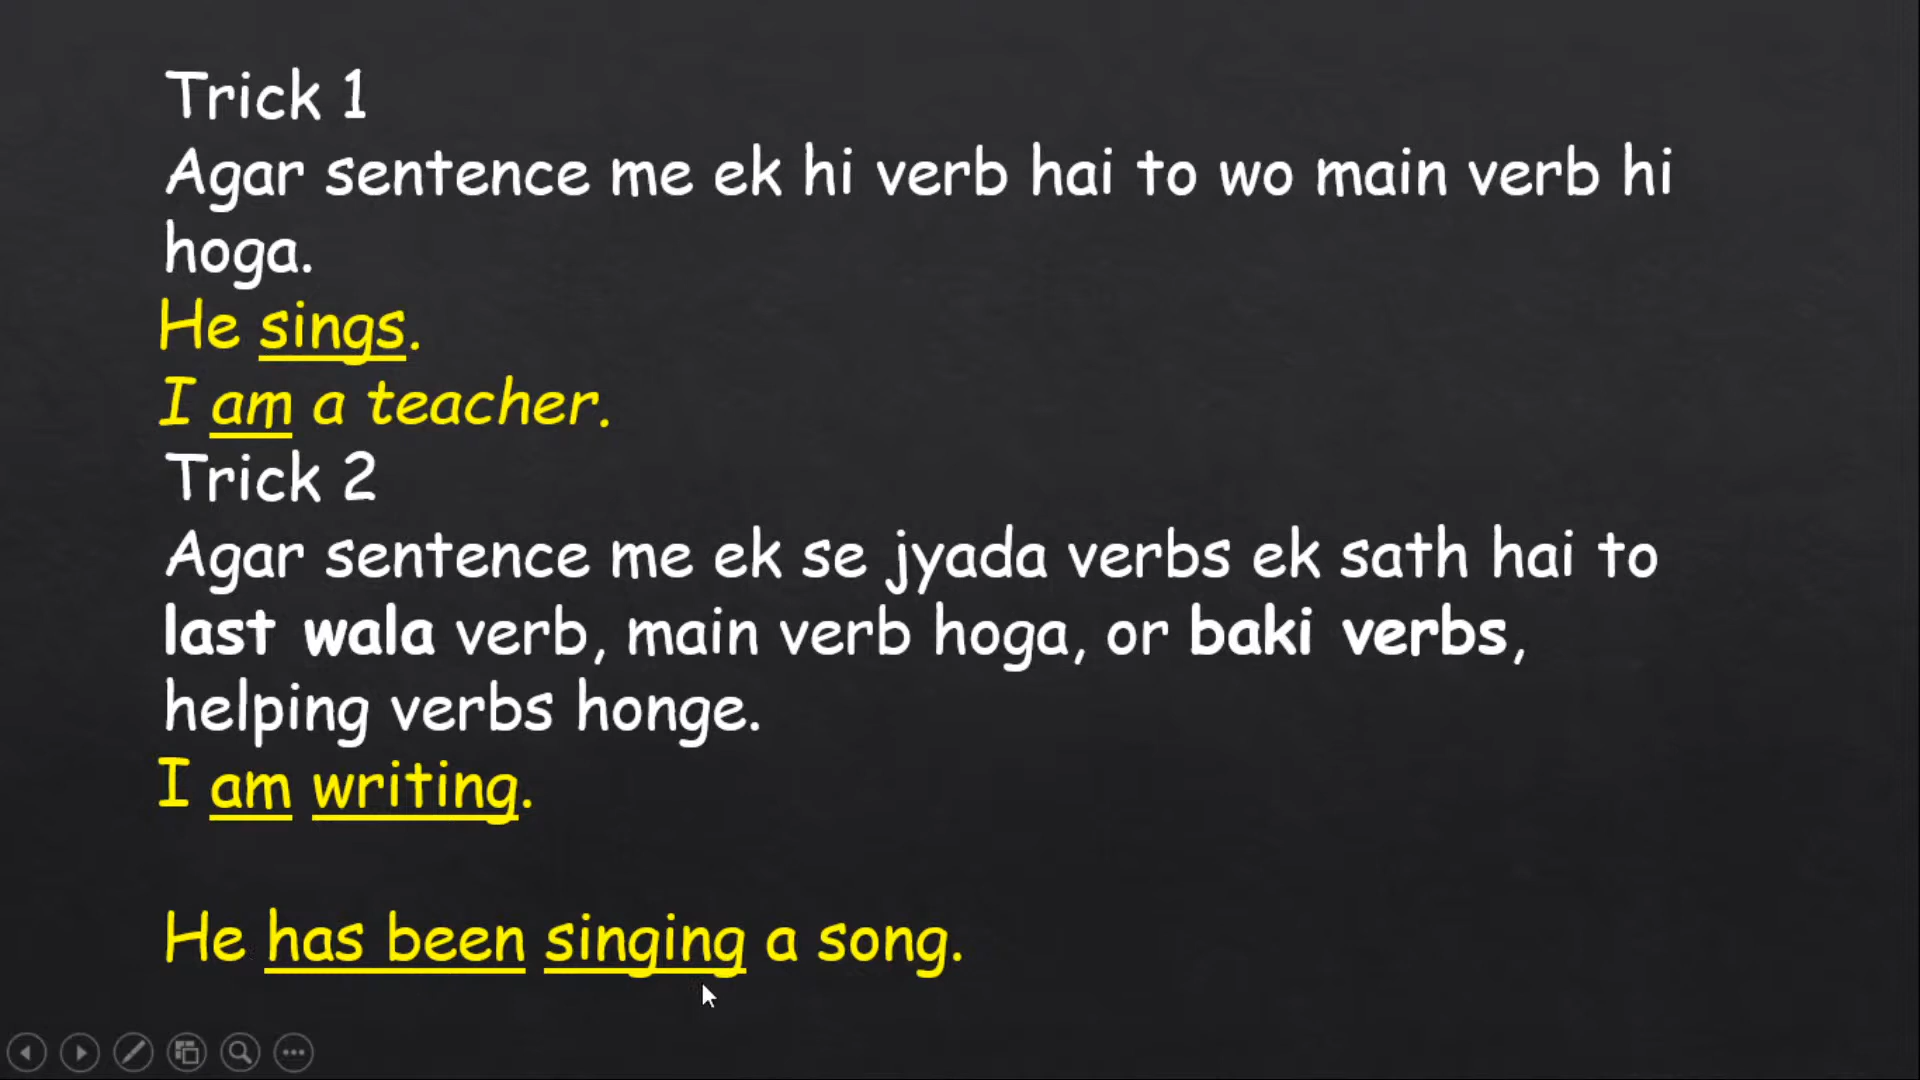 Trick 1
Agar sentence me ek hi verb hai to wo main verb hi
hoga.
He sings.
I am a teacher.
Trick 2
Agar sentence me ek se jyada verbs ek sath hai to
last wala verb, main verb hoga, or baki verbs,
helping verbs honge.
I am writing.
He has been singing a song.